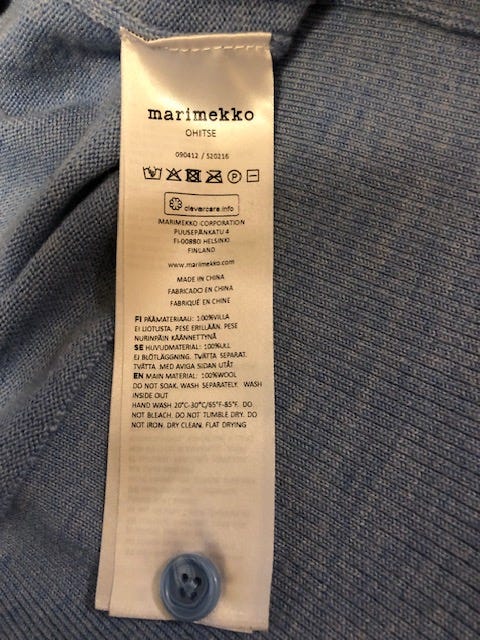 marimekko
OHITSE
090412 / 520216
P
clevercare.info
MARIMEKKO CORPORATION
PUUSEPÄNKATU 4
FI-00880 HELSINKI
FINLAND
www.marimekko.com
MADE IN CHINA
FABRICADO EN CHINA
FABRIQUÉ EN CHINE
FI PÄÄMATERIAALI: 100%VILLA
EI LIOTUSTA. PESE ERILLÄÄN. PESE
NURINPÄIN KÄÄNNETTYNÄ
SE HUVUDMATERIAL: 100%ULL
EJ BLÖTLÄGGNING. TVÄTTA SEPARAT.
TVÄTTA. MED AVIGA SIDAN UTÅT
EN MAIN MATERIAL: 100%WOOL
DO NOT SOAK. WASH SEPARATELY. WASH
INSIDE OUT
HAND WASH 20°C-30°C/65°F-85°F. DO
NOT BLEACH. DO NOT TUMBLE DRY. DO
NOT IRON. DRY CLEAN. FLAT DRYING